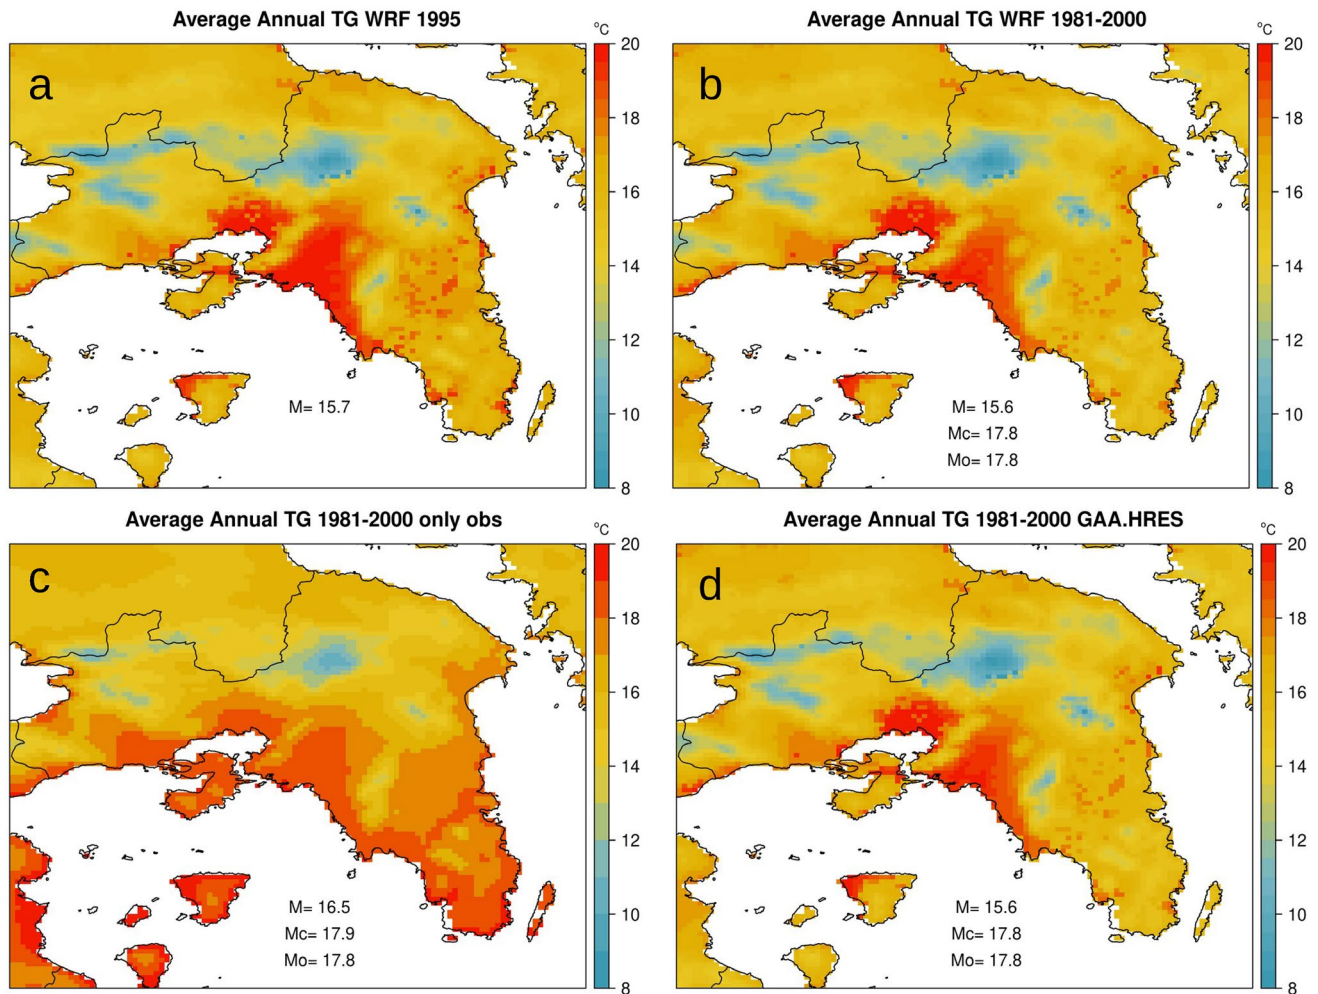 Average Annual TG WRF 1995
°C
a
20
18
16
14
12
10
8
M= 15.7
Average Annual TG WRF 1981-2000
°C
b
20
18
16
14
12
10
8
M= 15.6
Mc= 17.8
Mo= 17.8
Average Annual TG 1981-2000 only obs
°C
c
20
18
16
14
12
10
8
M= 16.5
Mc= 17.9
Mo= 17.8
Average Annual TG 1981-2000 GAA.HRES
°C
d
20
18
16
14
12
10
8
M= 15.6
Mc= 17.8
Mo= 17.8